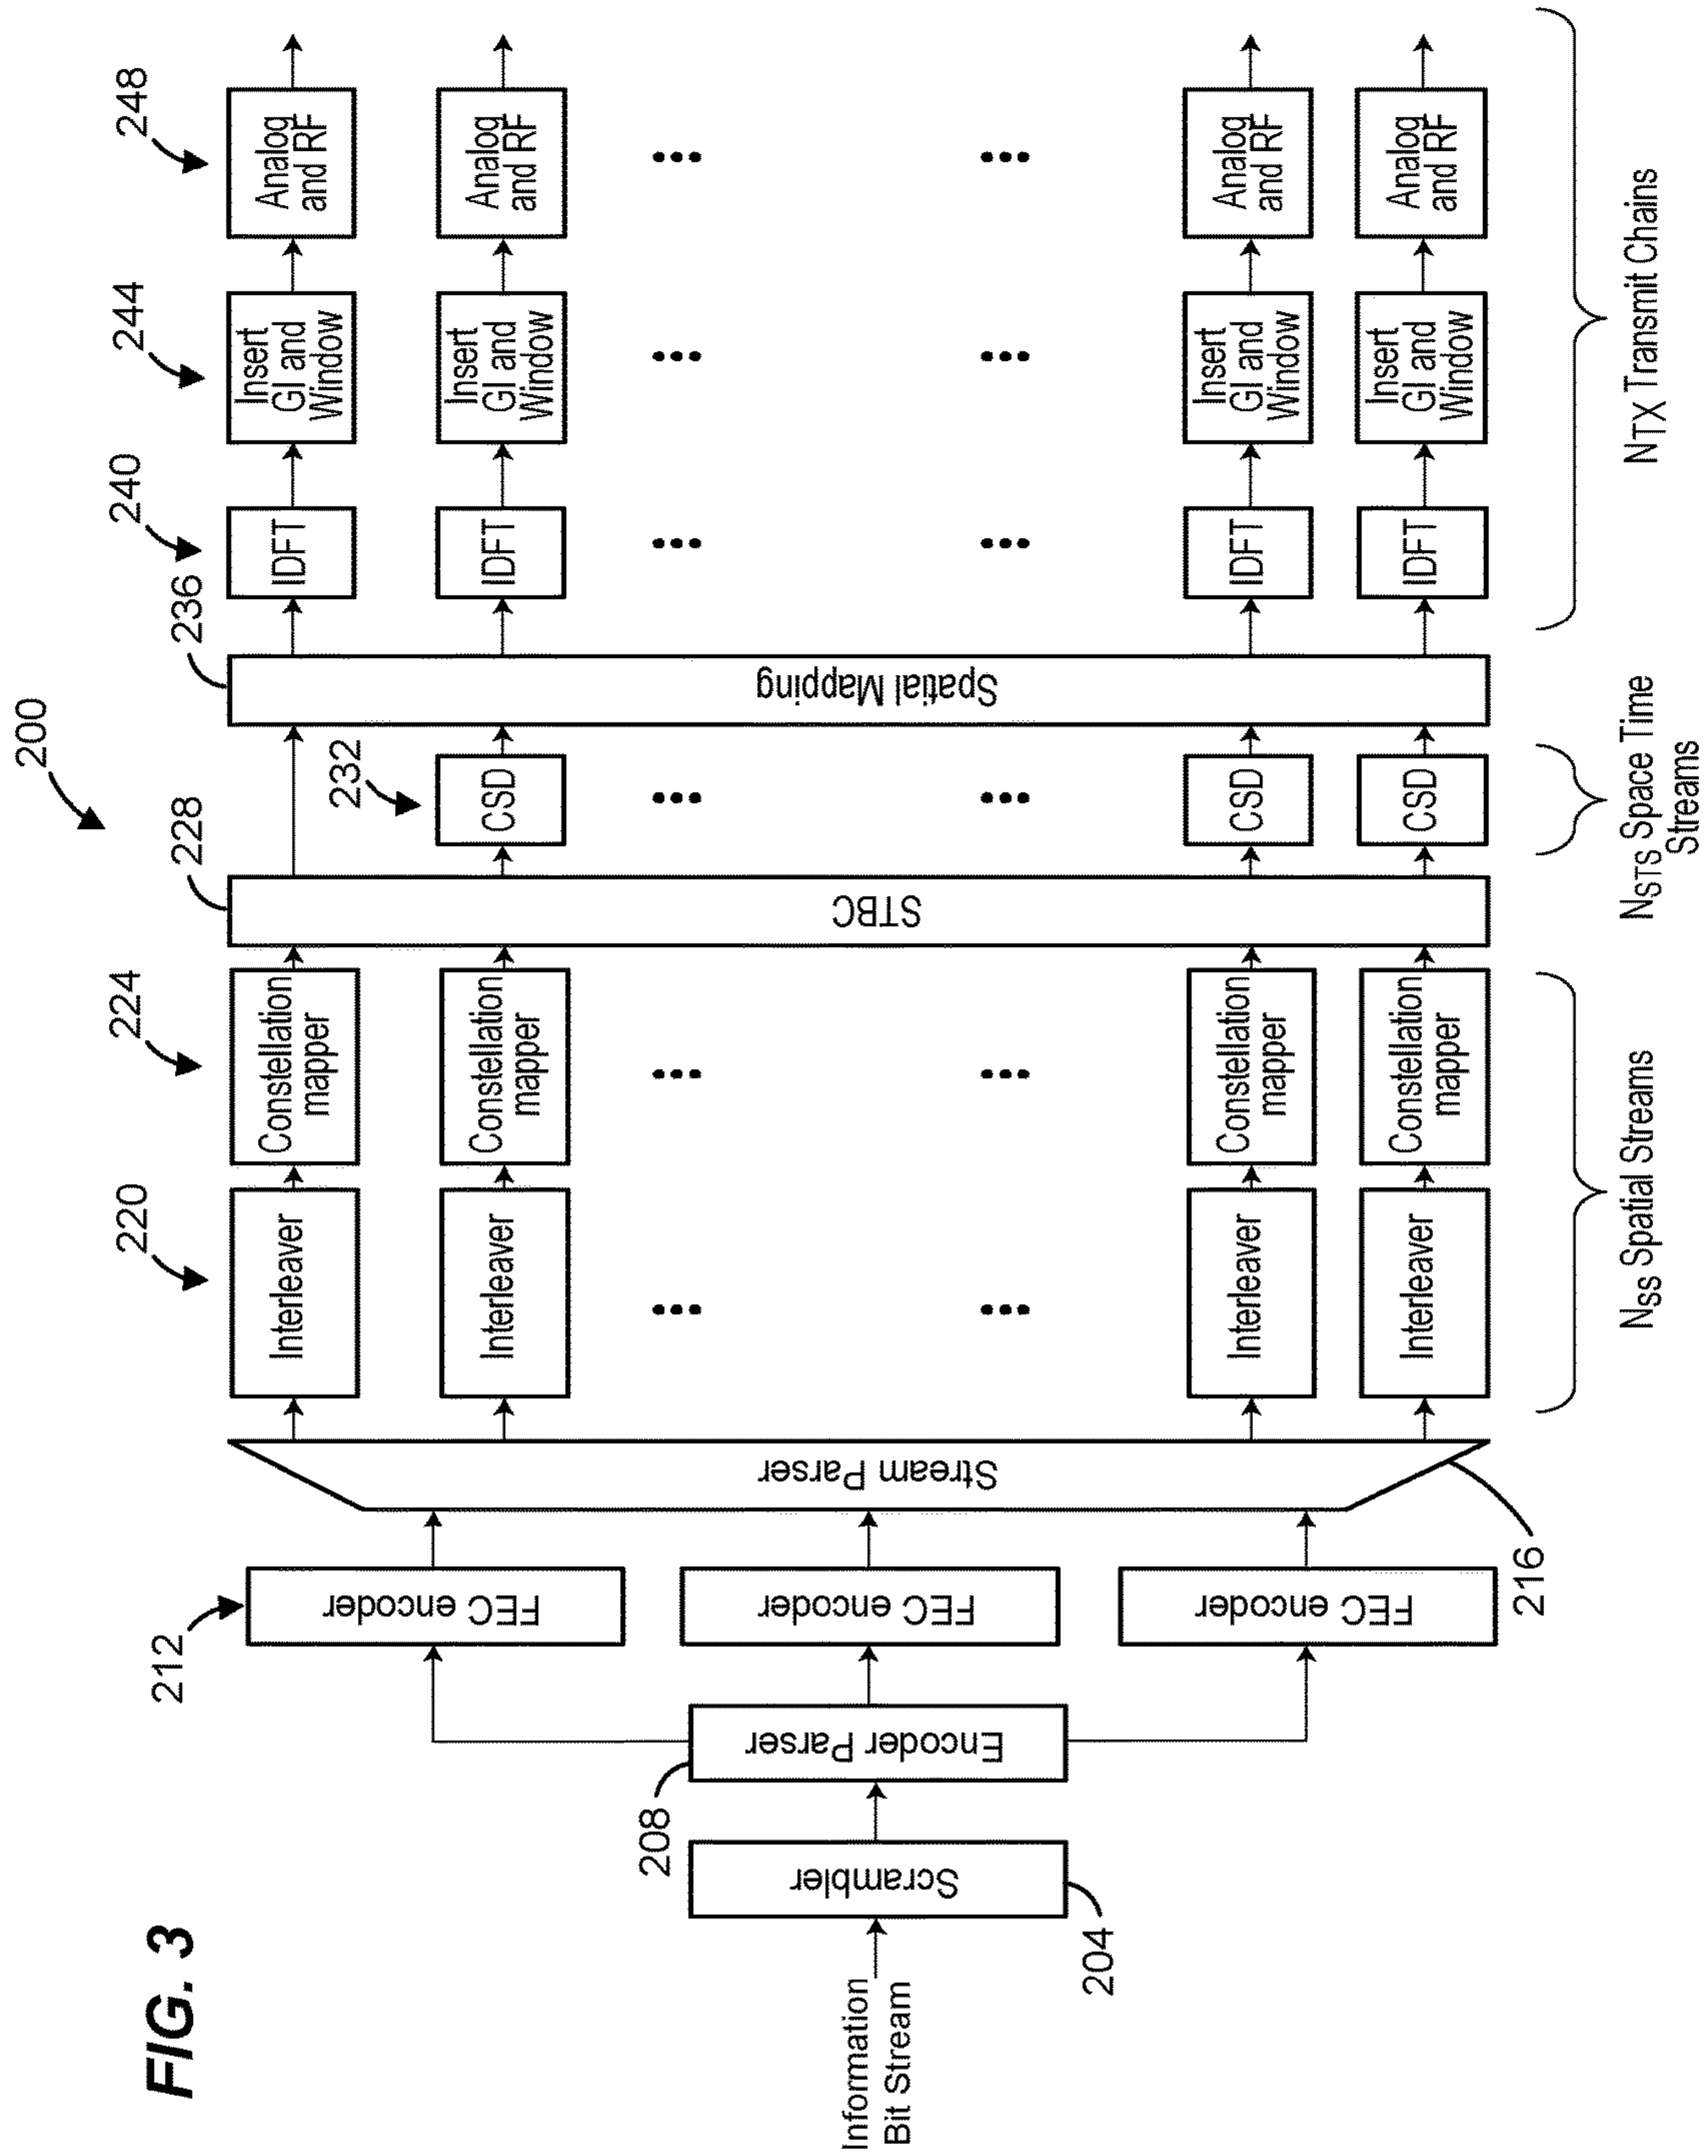 FIG. 3
200
Information
Bit Stream
Scrambler
204
Encoder Parser
208
212
FEC encoder
FEC encoder
FEC encoder
Stream Parser
216
220
Interleaver
Interleaver
Interleaver
Interleaver
224
Constellation
mapper
Constellation
mapper
Constellation
mapper
Constellation
mapper
NSS Spatial Streams
228
STBC
232
CSD
CSD
CSD
NSTS Space Time
Streams
236
Spatial Mapping
240
IDFT
IDFT
IDFT
IDFT
244
Insert
GI and
Window
Insert
GI and
Window
Insert
GI and
Window
Insert
GI and
Window
248
Analog
and RF
Analog
and RF
Analog
and RF
Analog
and RF
NTX Transmit Chains